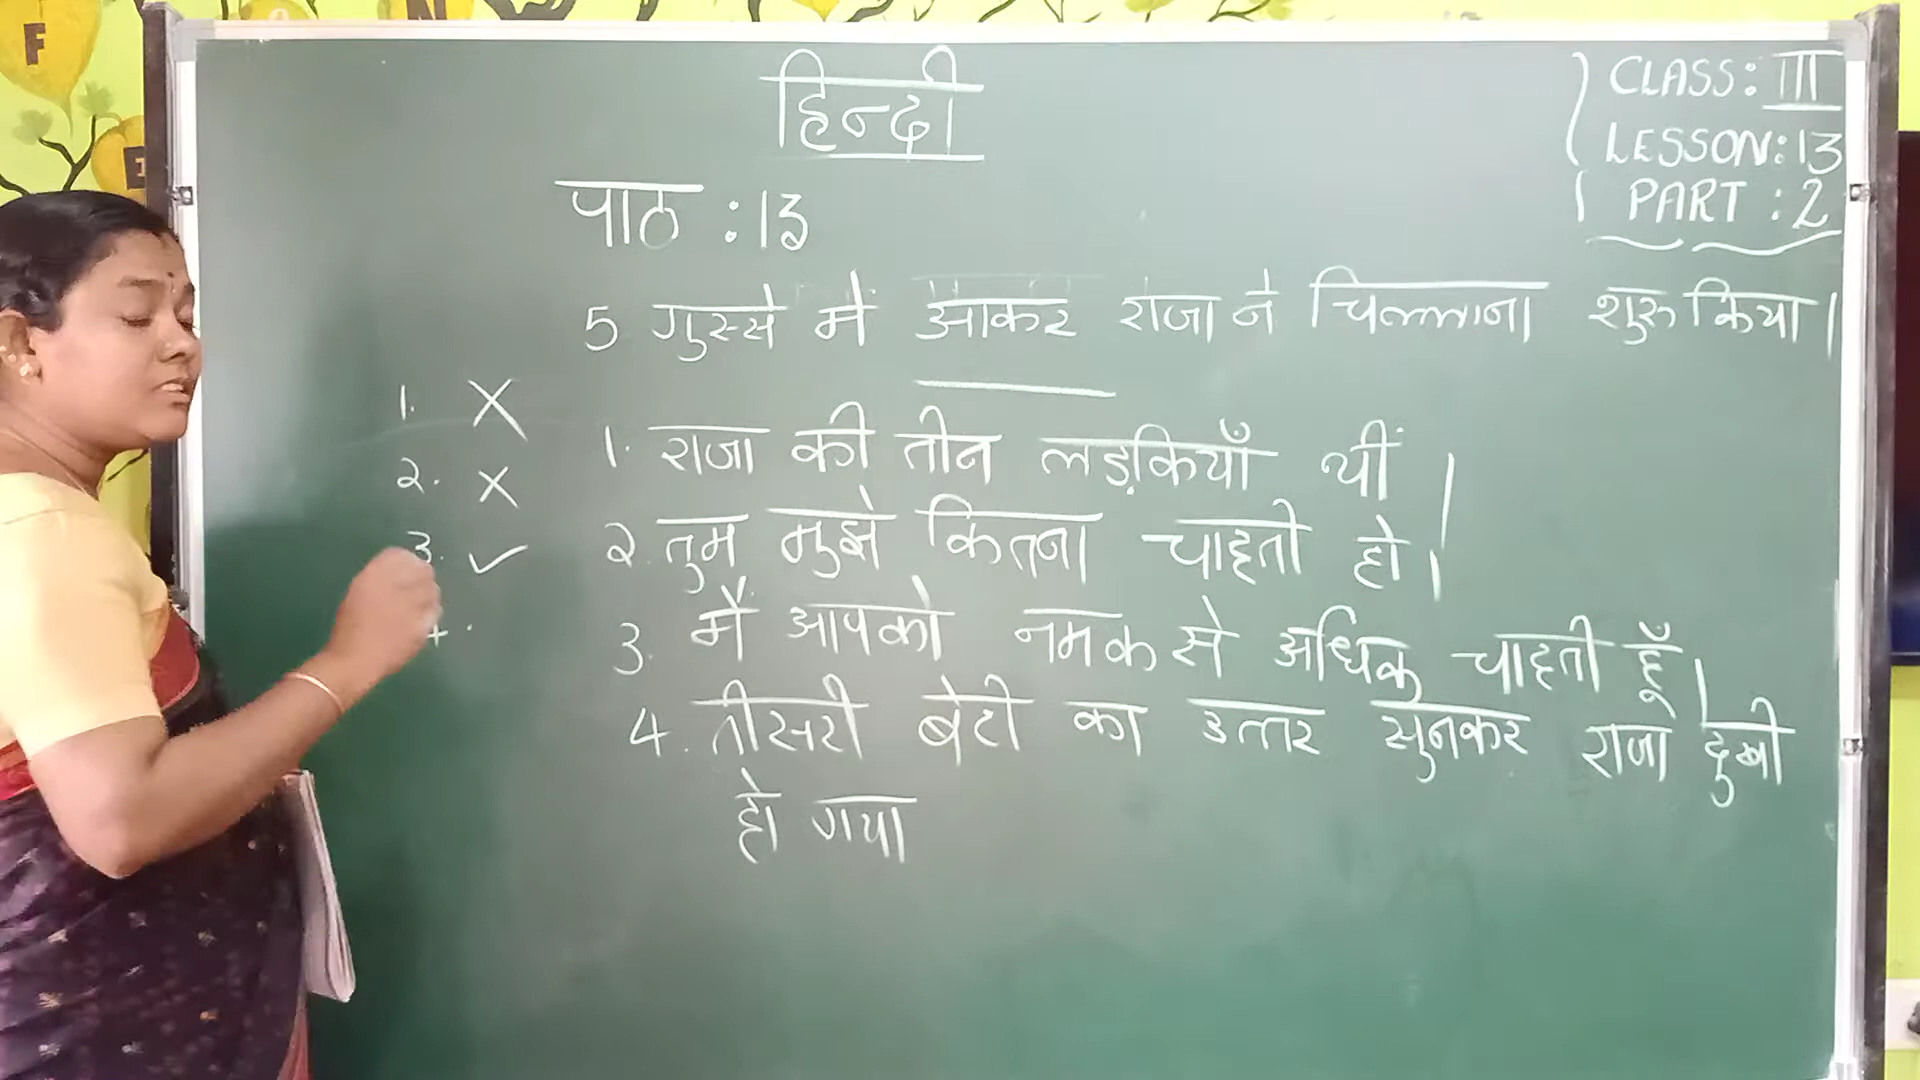 हिन्दी
CLASS: III
LESSON: 13
PART : 2
पाठ : 13
5 गुस्से में आकर राजा ने चिल्लाना शुरू किया।
1. X
2. X
3. ✓
4.
1. राजा की तीन लड़कियाँ थीं।
2. तुम मुझे कितना चाहती हो।
3. मैं आपको नमक से अधिक चाहती हूँ।
4. तीसरी बेटी का उत्तर सुनकर राजा दुखी
हो गया